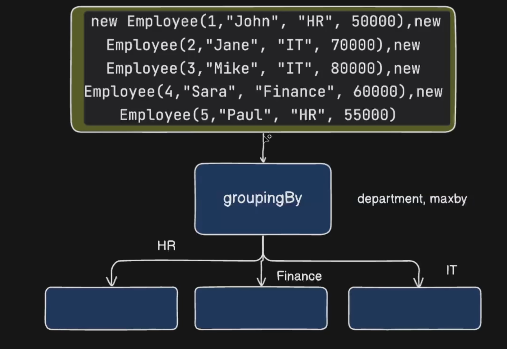 new Employee(1,"John", "HR", 50000),new
Employee(2,"Jane", "IT", 70000),new
Employee(3,"Mike", "IT", 80000),new
Employee(4,"Sara", "Finance", 60000),new
Employee(5,"Paul", "HR", 55000)
groupingBy
department, maxby
HR
Finance
IT